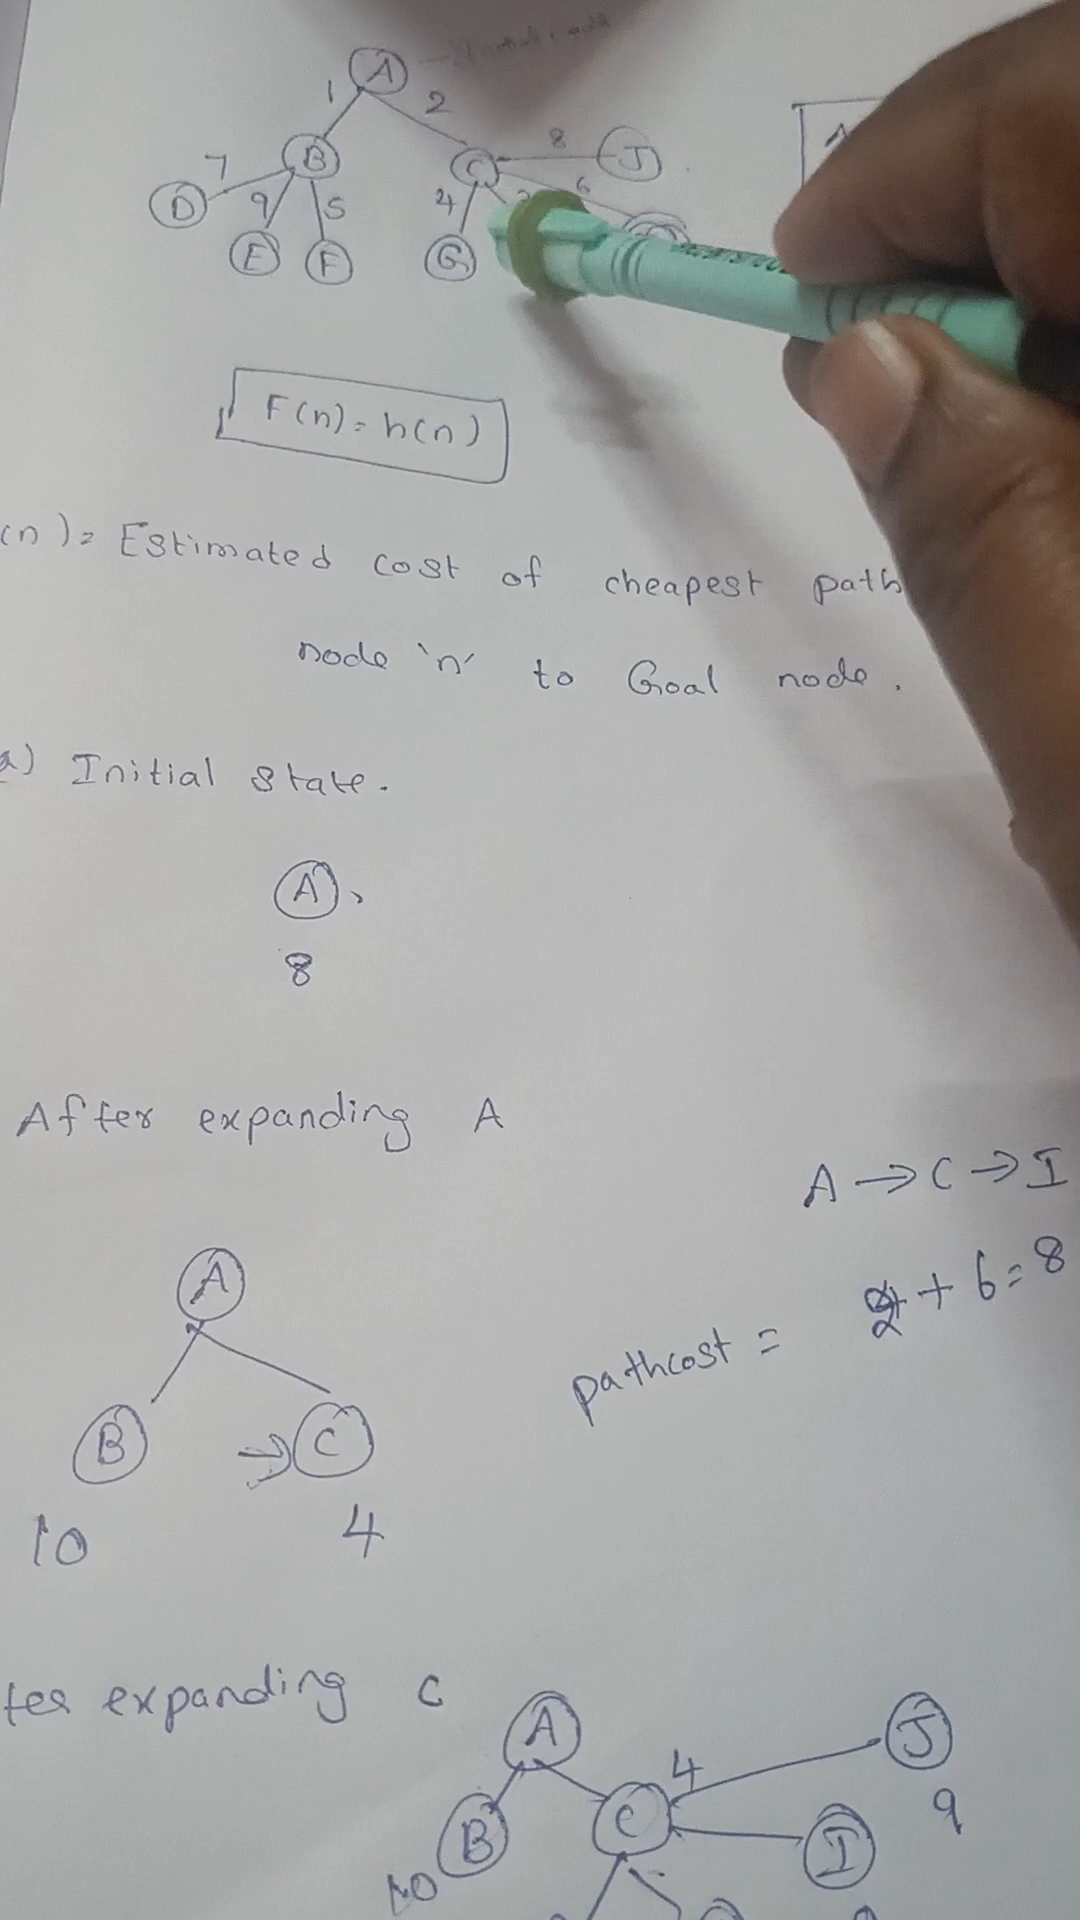 A
1 2
B C 8 J
7 9 5 4 6
D E F G
F(n) = h(n)
(n) = Estimated cost of cheapest path
node 'n' to Goal node.
a) Initial state.
A
8
After expanding A
A → C → I
pathcost = 2 + 6 = 8
A
B → C
10 4
ter expanding C
A J
4
B C I 9
10